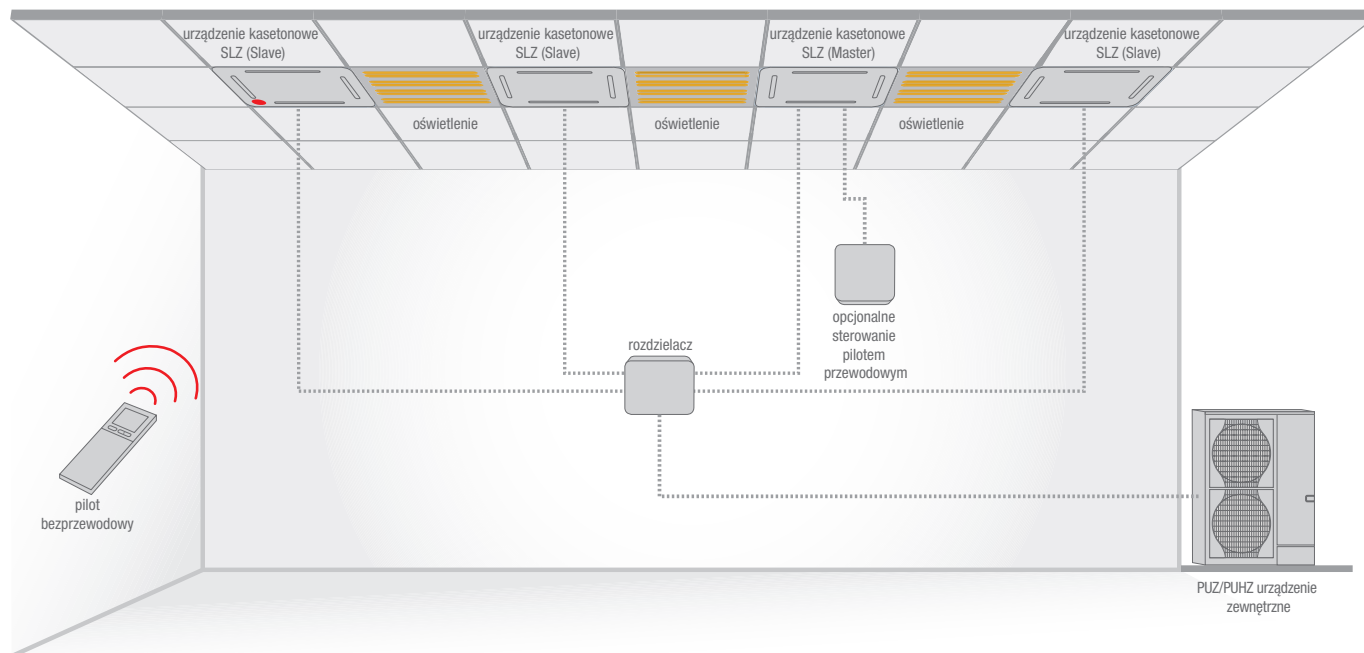 urządzenie kasetonowe
SLZ (Slave)
urządzenie kasetonowe
SLZ (Slave)
urządzenie kasetonowe
SLZ (Master)
urządzenie kasetonowe
SLZ (Slave)
oświetlenie
oświetlenie
oświetlenie
opcjonalne
sterowanie
pilotem
przewodowym
rozdzielacz
pilot
bezprzewodowy
PUZ/PUHZ urządzenie
zewnętrzne